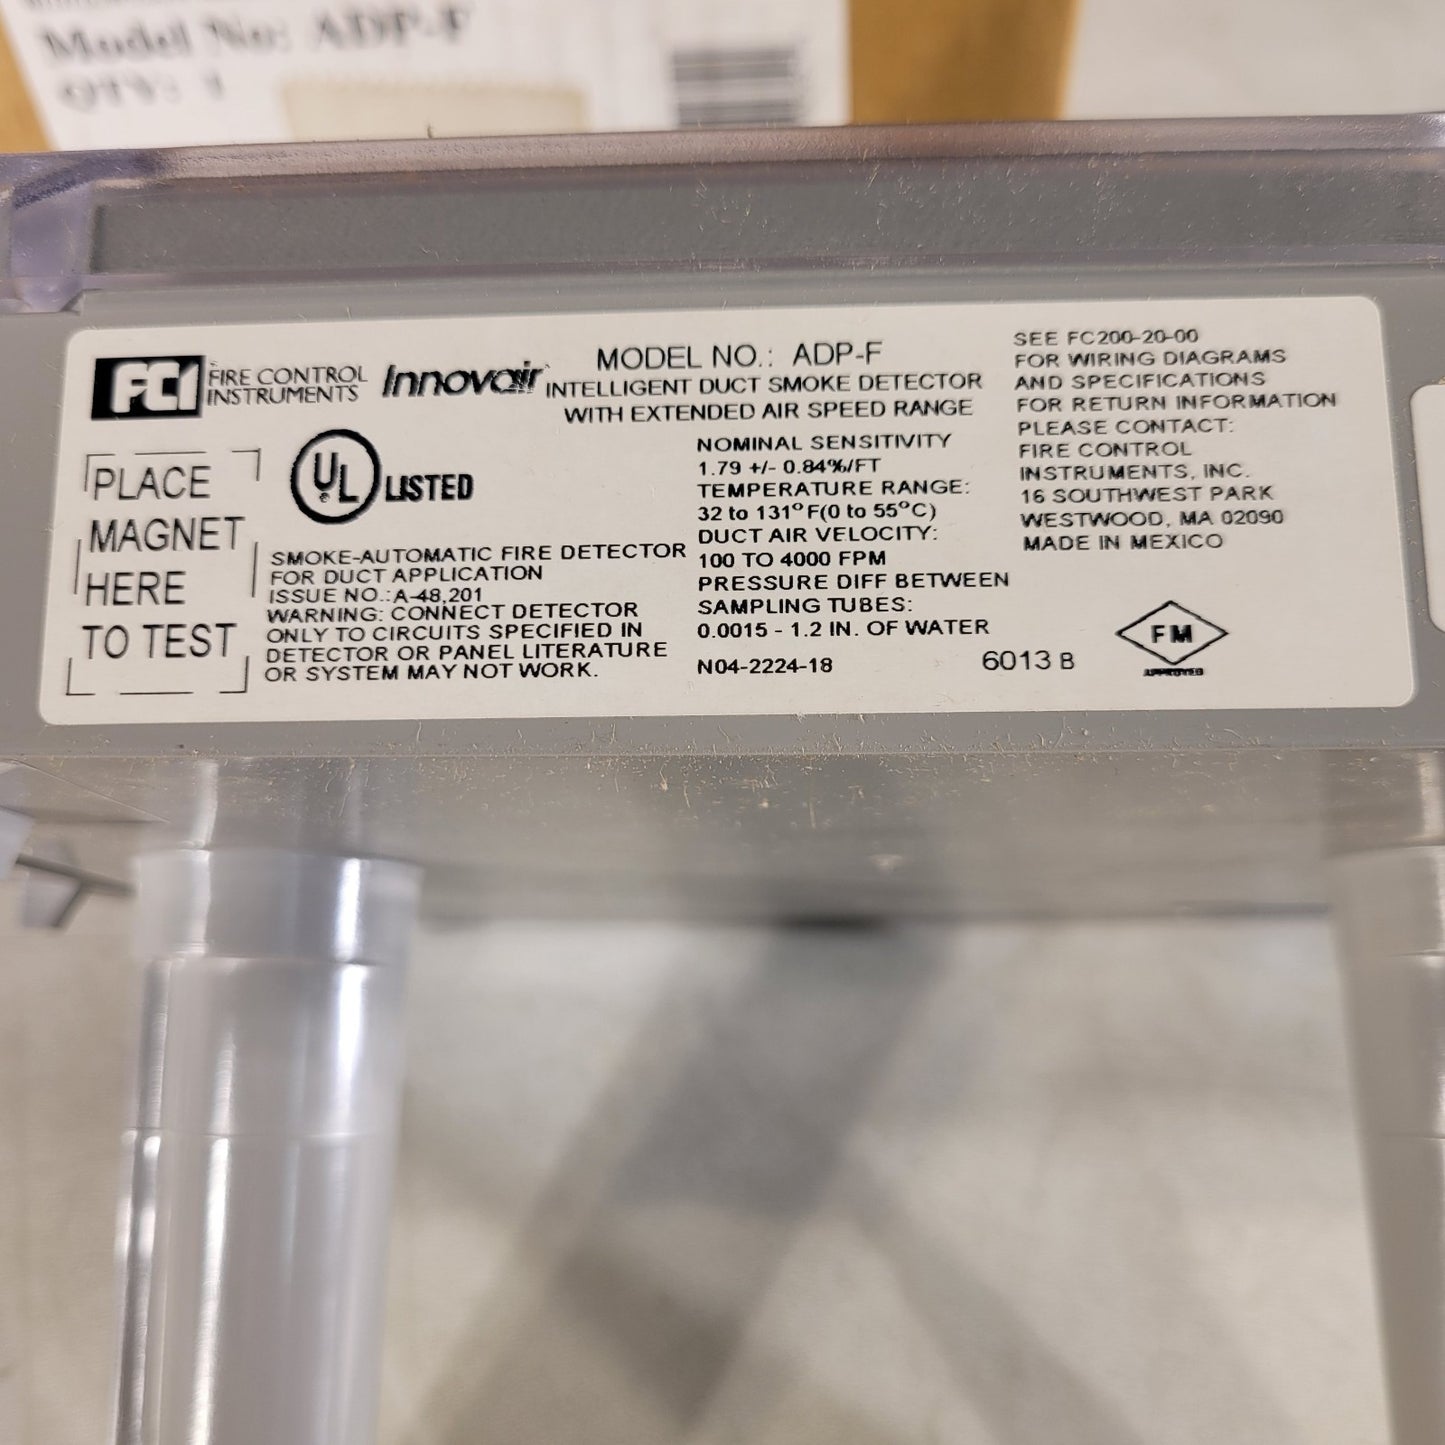 Model No: ADP-F
QTY: 1
FCI FIRE CONTROL
INSTRUMENTS
Innovair
MODEL NO.: ADP-F
INTELLIGENT DUCT SMOKE DETECTOR
WITH EXTENDED AIR SPEED RANGE
PLACE
MAGNET
HERE
TO TEST
UL LISTED
SMOKE-AUTOMATIC FIRE DETECTOR
FOR DUCT APPLICATION
ISSUE NO.:A-48,201
WARNING: CONNECT DETECTOR
ONLY TO CIRCUITS SPECIFIED IN
DETECTOR OR PANEL LITERATURE
OR SYSTEM MAY NOT WORK.
NOMINAL SENSITIVITY
1.79 +/- 0.84%/FT
TEMPERATURE RANGE:
32 to 131°F(0 to 55°C)
DUCT AIR VELOCITY:
100 TO 4000 FPM
PRESSURE DIFF BETWEEN
SAMPLING TUBES:
0.0015 - 1.2 IN. OF WATER
N04-2224-18
6013 B
SEE FC200-20-00
FOR WIRING DIAGRAMS
AND SPECIFICATIONS
FOR RETURN INFORMATION
PLEASE CONTACT:
FIRE CONTROL
INSTRUMENTS, INC.
16 SOUTHWEST PARK
WESTWOOD, MA 02090
MADE IN MEXICO
FM
APPROVED